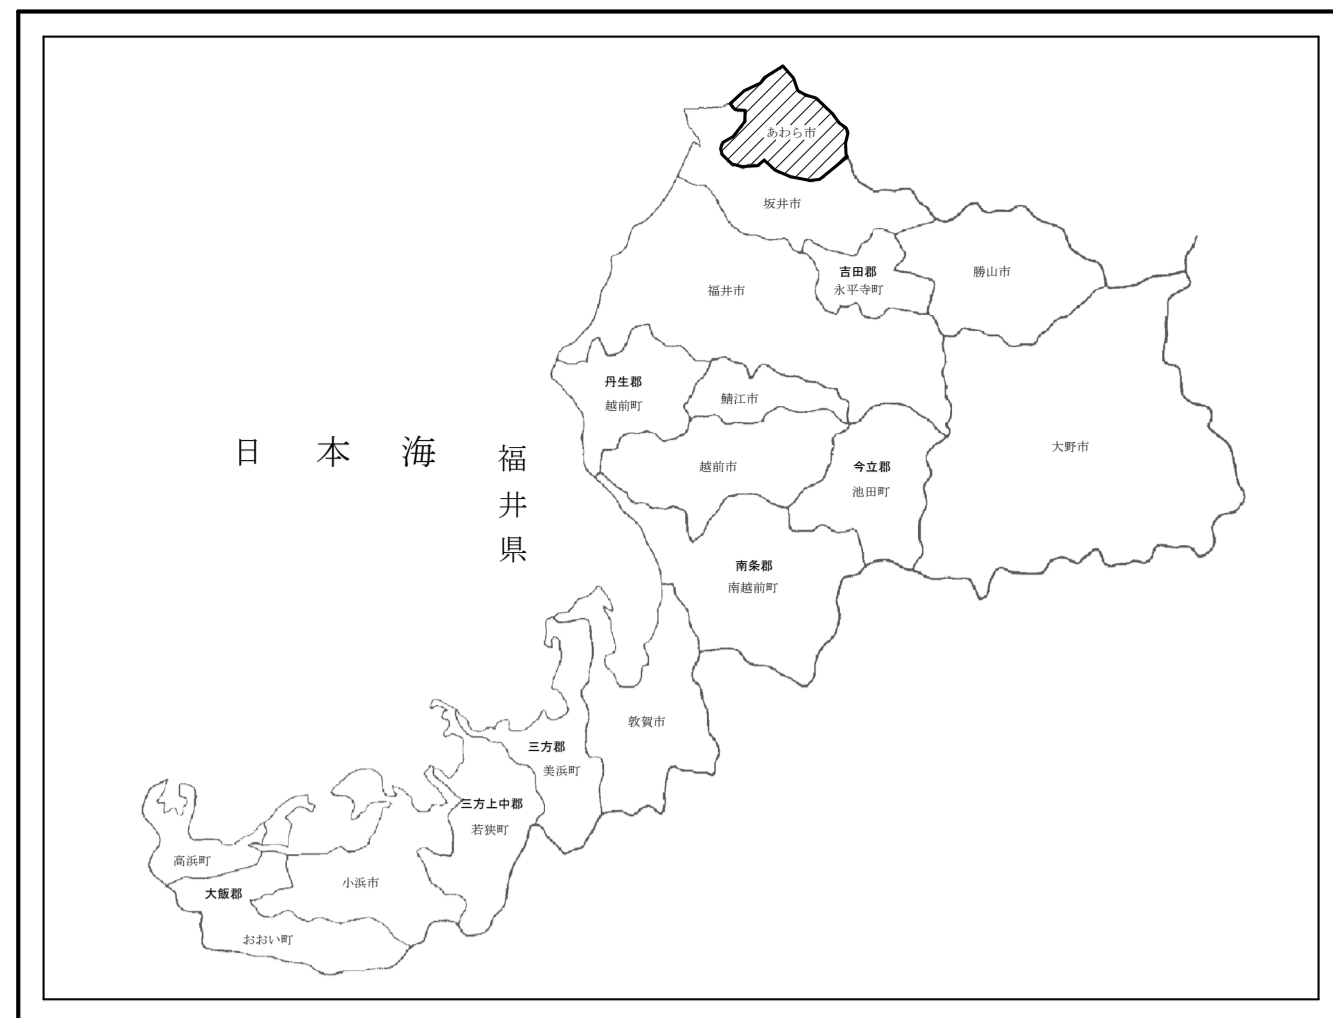 あわら市
坂井市
吉田郡
永平寺町
勝山市
福井市
丹生郡
越前町
鯖江市
日本海
福井県
越前市
今立郡
池田町
大野市
南条郡
南越前町
敦賀市
三方郡
美浜町
三方上中郡
若狭町
高浜町
大飯郡
小浜市
おおい町